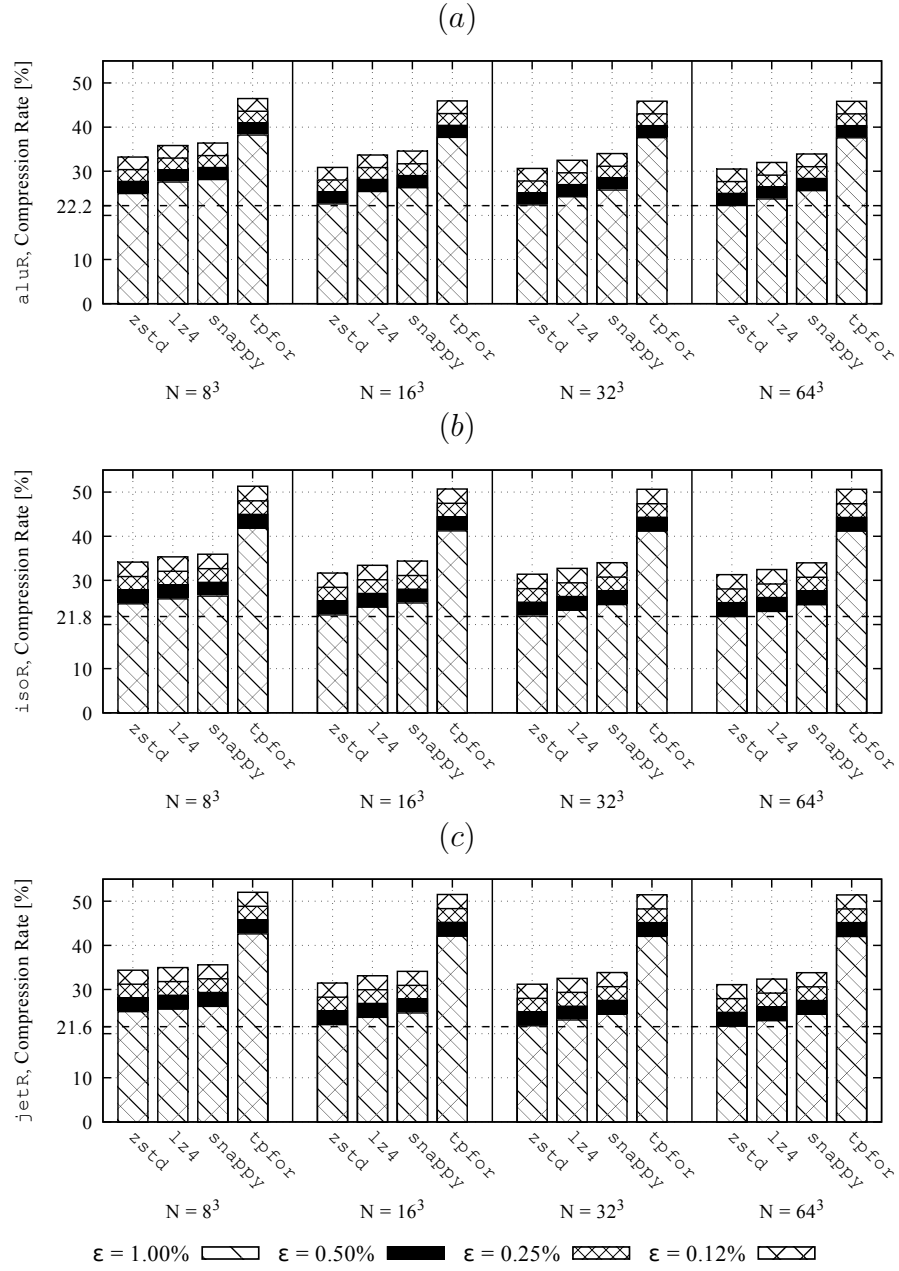 (a)
aluR, Compression Rate [%]
50
40
30
22.2
10
0
zstd
lz4
snappy
tpfor
zstd
lz4
snappy
tpfor
zstd
lz4
snappy
tpfor
zstd
lz4
snappy
tpfor
N = 8³
N = 16³
N = 32³
N = 64³
(b)
isoR, Compression Rate [%]
50
40
30
21.8
10
0
zstd
lz4
snappy
tpfor
zstd
lz4
snappy
tpfor
zstd
lz4
snappy
tpfor
zstd
lz4
snappy
tpfor
N = 8³
N = 16³
N = 32³
N = 64³
(c)
jetR, Compression Rate [%]
50
40
30
21.6
10
0
zstd
lz4
snappy
tpfor
zstd
lz4
snappy
tpfor
zstd
lz4
snappy
tpfor
zstd
lz4
snappy
tpfor
N = 8³
N = 16³
N = 32³
N = 64³
ε = 1.00% ε = 0.50% ε = 0.25% ε = 0.12%